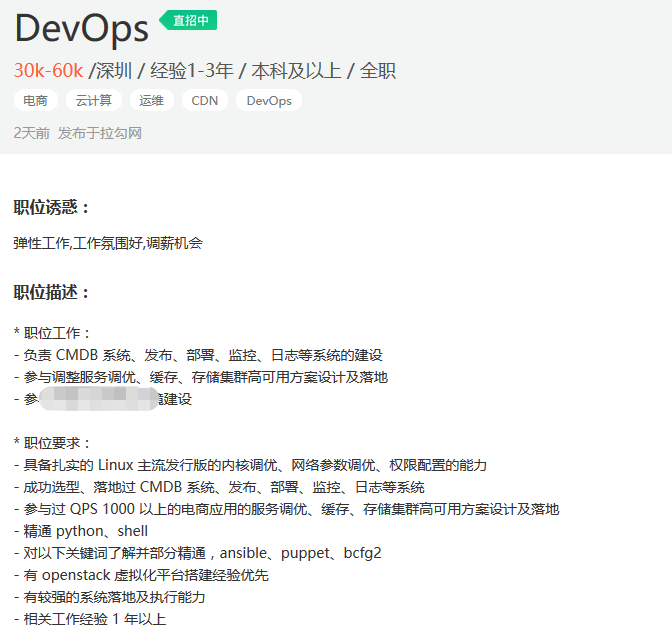 DevOps 直招中
30k-60k /深圳 / 经验1-3年 / 本科及以上 / 全职
电商 云计算 运维 CDN DevOps
2天前 发布于拉勾网
职位诱惑：
弹性工作,工作氛围好,调薪机会
职位描述：
* 职位工作：
- 负责 CMDB 系统、发布、部署、监控、日志等系统的建设
- 参与调整服务调优、缓存、存储集群高可用方案设计及落地
- 参 建设
* 职位要求：
- 具备扎实的 Linux 主流发行版的内核调优、网络参数调优、权限配置的能力
- 成功选型、落地过 CMDB 系统、发布、部署、监控、日志等系统
- 参与过 QPS 1000 以上的电商应用的服务调优、缓存、存储集群高可用方案设计及落地
- 精通 python、shell
- 对以下关键词了解并部分精通，ansible、puppet、bcfg2
- 有 openstack 虚拟化平台搭建经验优先
- 有较强的系统落地及执行能力
- 相关工作经验 1 年以上